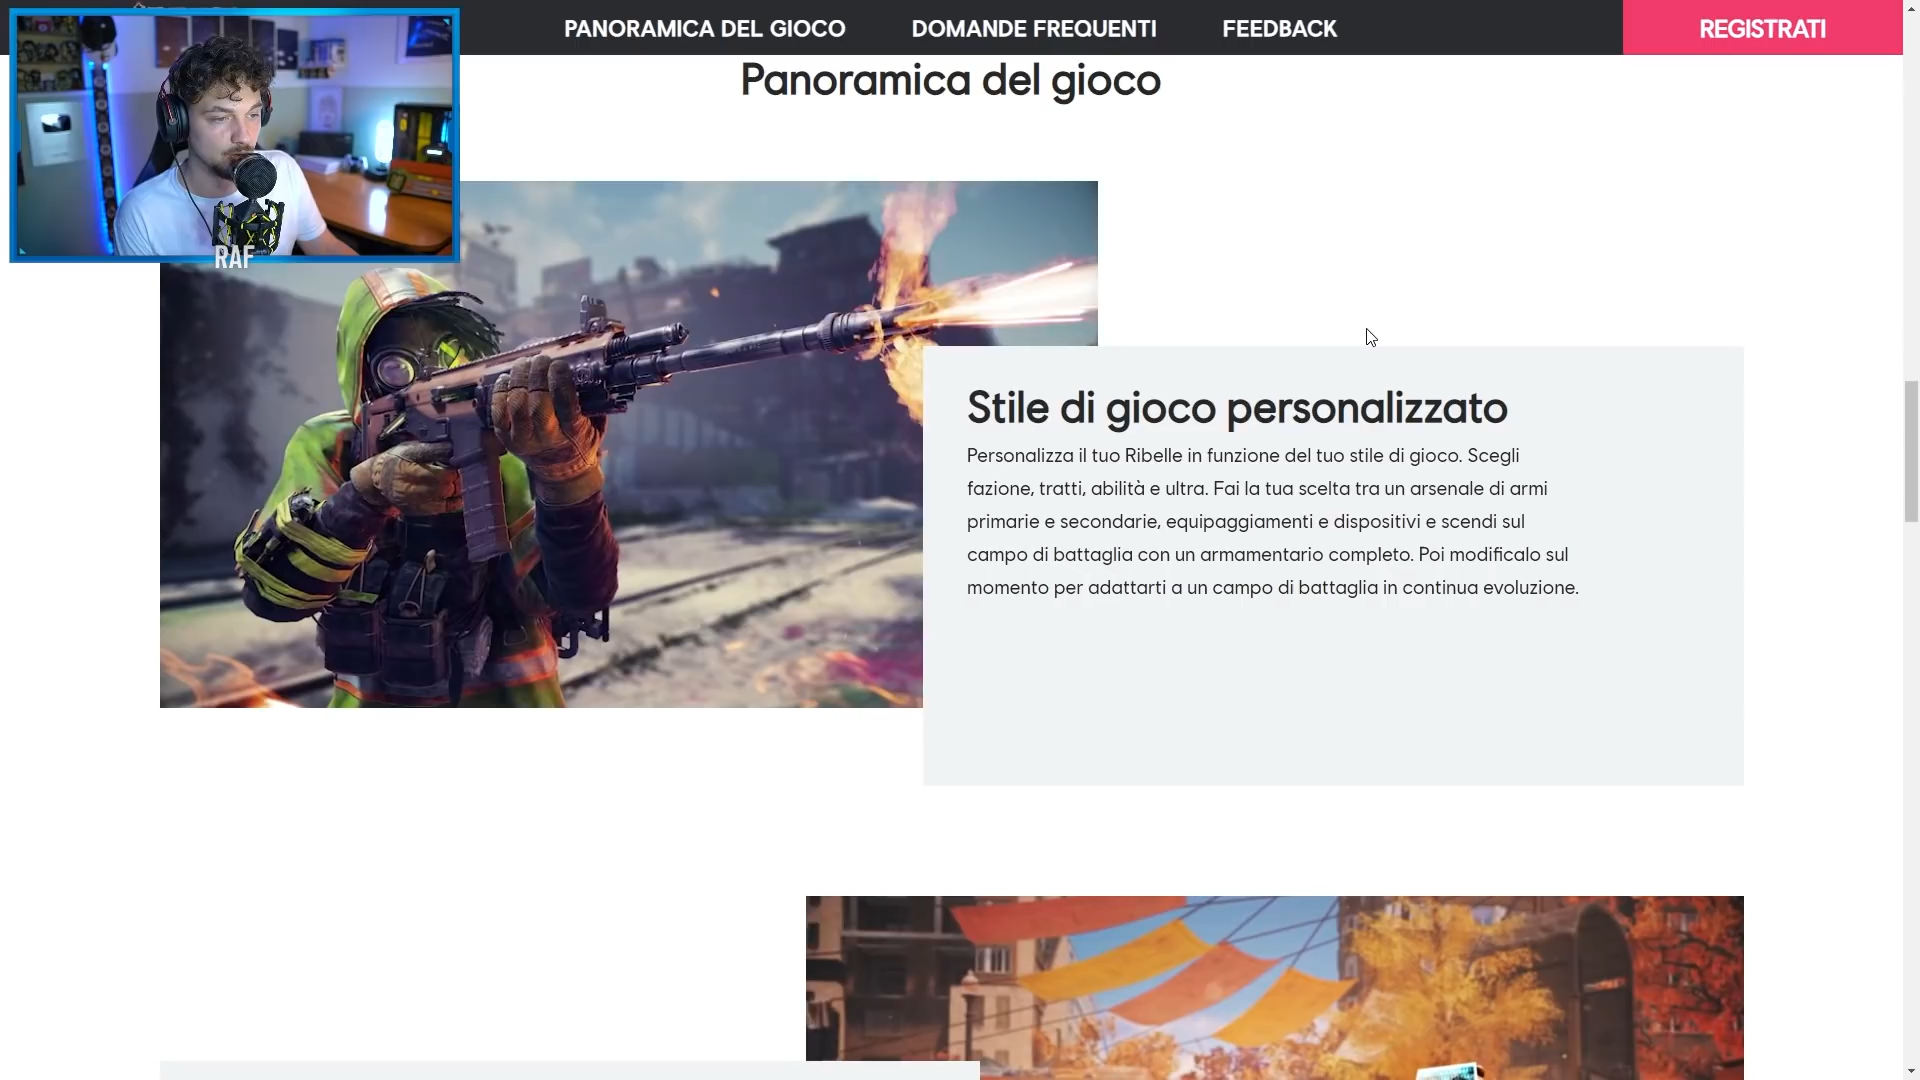 PANORAMICA DEL GIOCO
DOMANDE FREQUENTI
FEEDBACK
REGISTRATI
Panoramica del gioco
RAF
Stile di gioco personalizzato
Personalizza il tuo Ribelle in funzione del tuo stile di gioco. Scegli
fazione, tratti, abilità e ultra. Fai la tua scelta tra un arsenale di armi
primarie e secondarie, equipaggiamenti e dispositivi e scendi sul
campo di battaglia con un armamentario completo. Poi modificalo sul
momento per adattarti a un campo di battaglia in continua evoluzione.